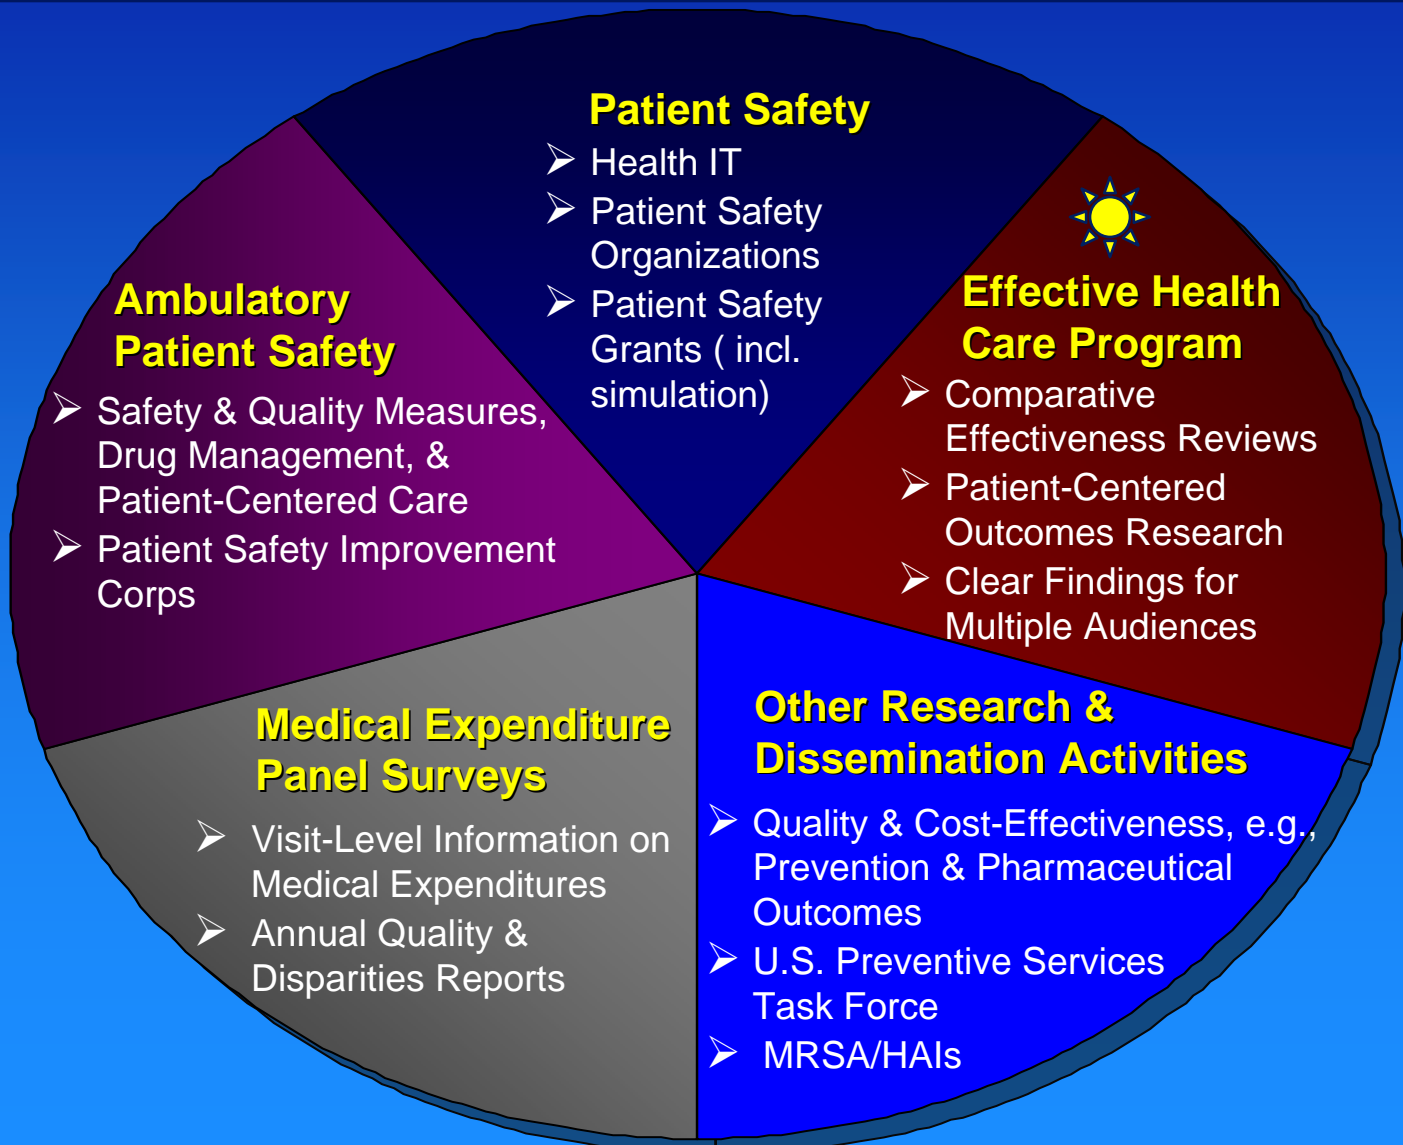 Patient Safety
➢ Health IT
➢ Patient Safety
Organizations
➢ Patient Safety
Grants ( incl.
simulation)
Effective Health
Care Program
➢ Comparative
Effectiveness Reviews
➢ Patient-Centered
Outcomes Research
➢ Clear Findings for
Multiple Audiences
Other Research &
Dissemination Activities
➢ Quality & Cost-Effectiveness, e.g.,
Prevention & Pharmaceutical
Outcomes
➢ U.S. Preventive Services
Task Force
➢ MRSA/HAIs
Medical Expenditure
Panel Surveys
➢ Visit-Level Information on
Medical Expenditures
➢ Annual Quality &
Disparities Reports
Ambulatory
Patient Safety
➢ Safety & Quality Measures,
Drug Management, &
Patient-Centered Care
➢ Patient Safety Improvement
Corps